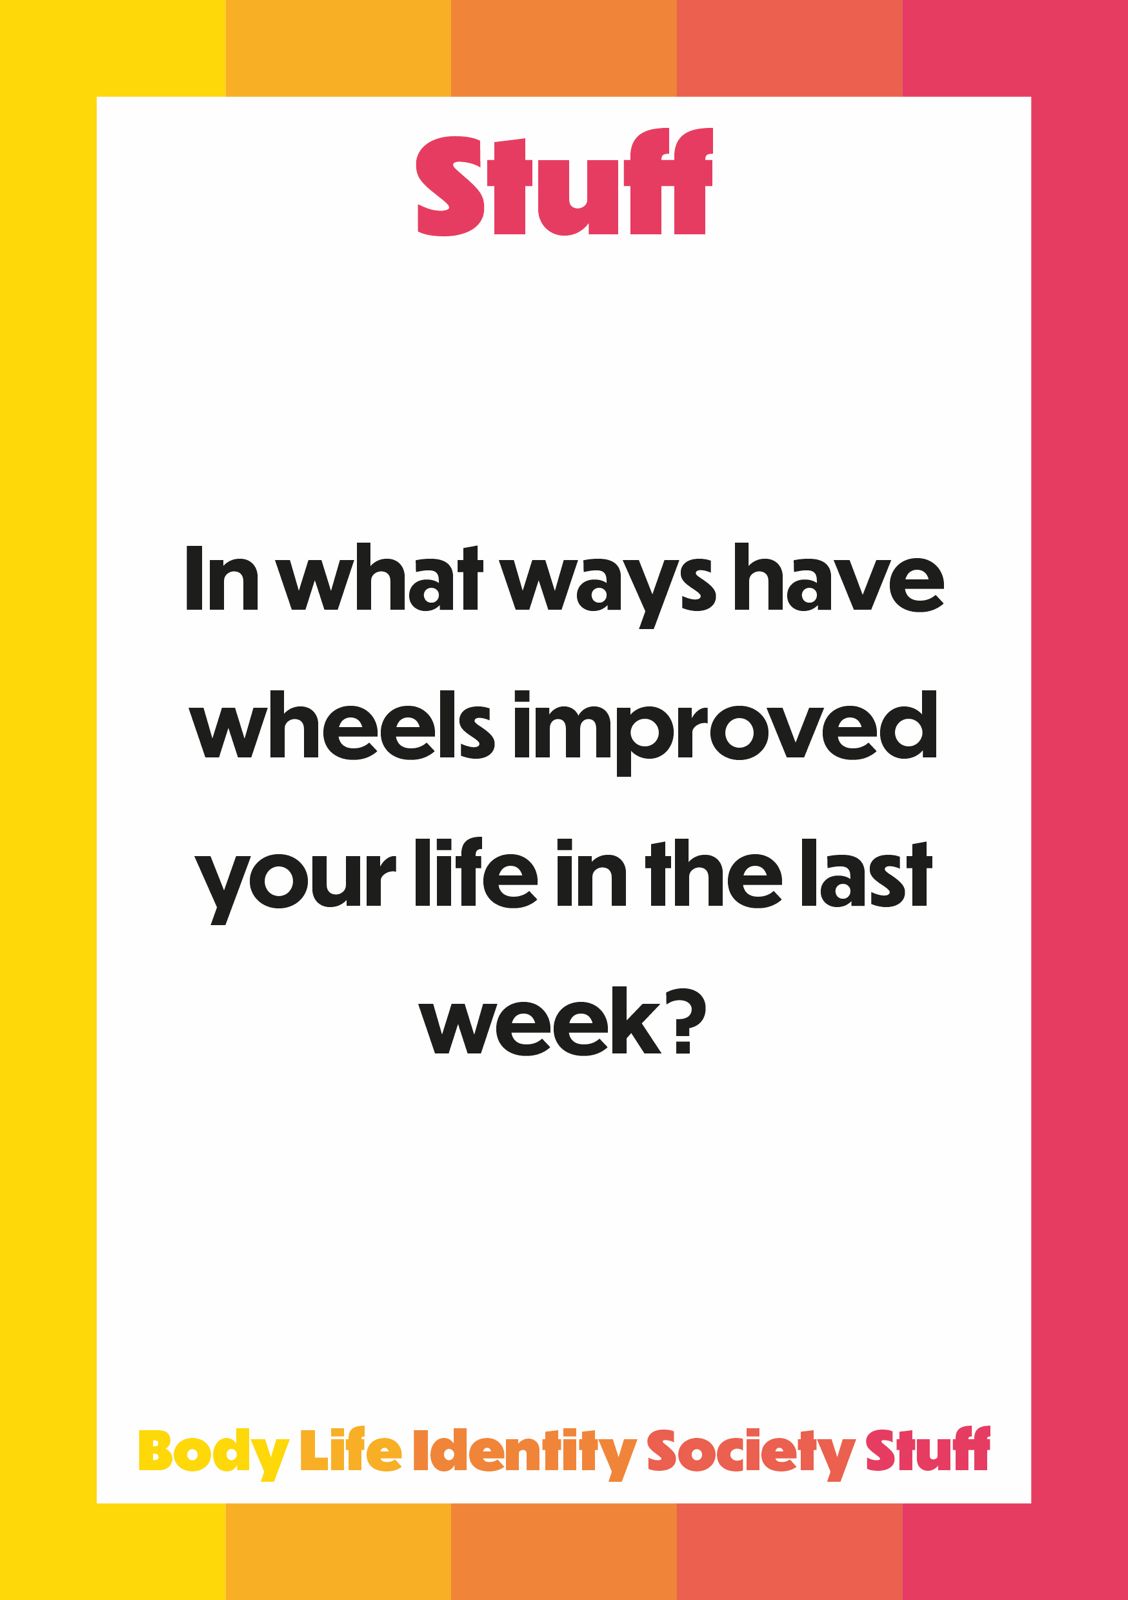 Stuff
In what ways have
wheels improved
your life in the last
week?
Body Life Identity Society Stuff